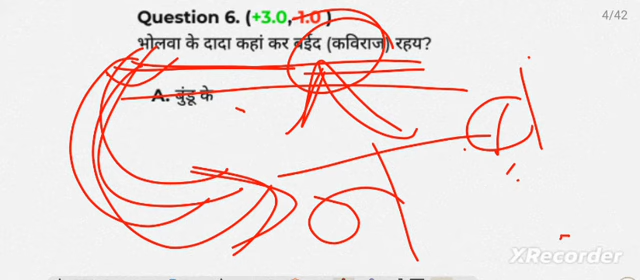 Question 6. (+3.0,-1.0)
4/42
भोलवा के दादा कहां कर बईद (कविराज) रहय?
A. बुंडू के
XRecorder